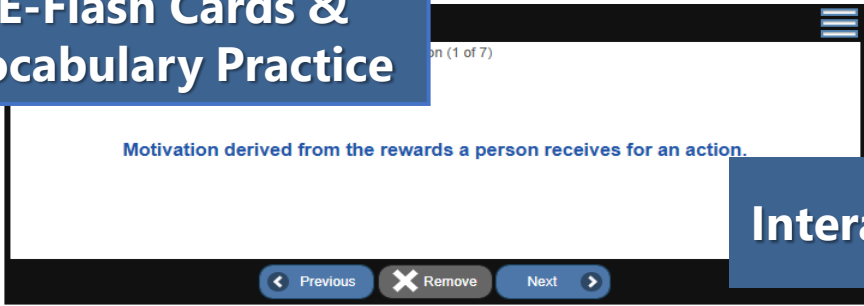 E-Flash Cards &
ocabulary Practice
on (1 of 7)
Motivation derived from the rewards a person receives for an action.
Intera
Previous
Remove
Next